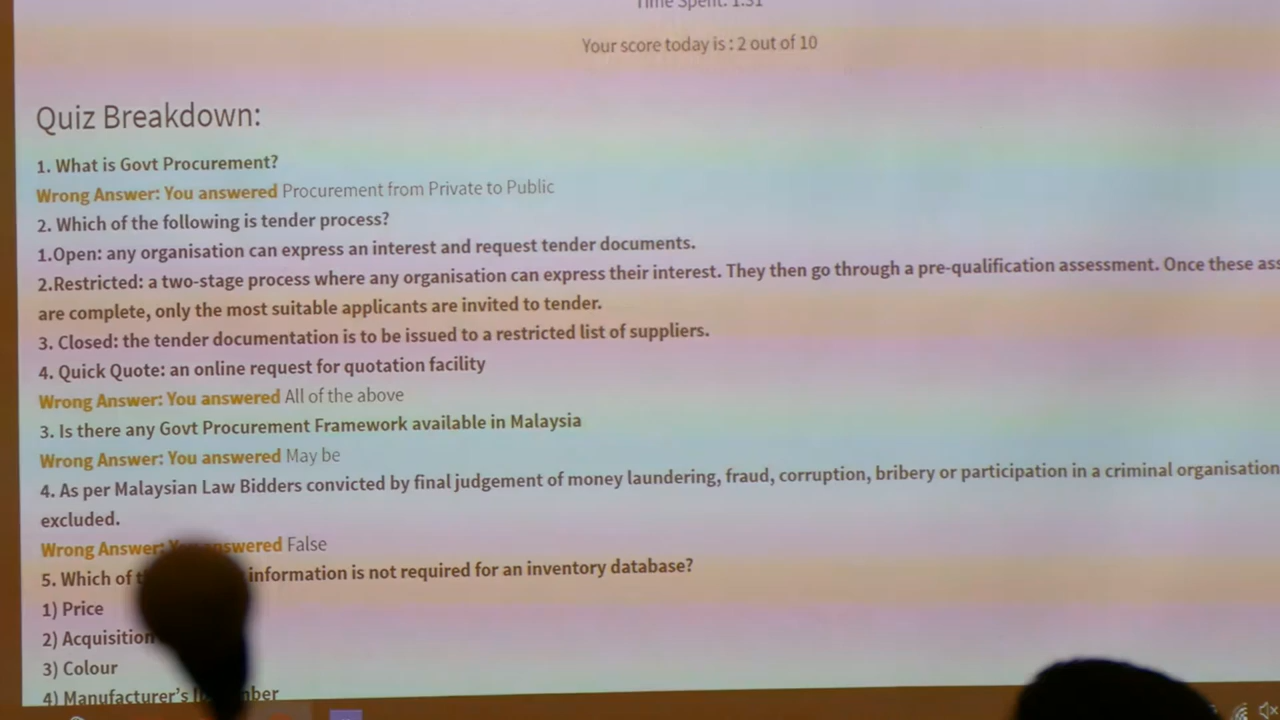 Time Spent: 1:31
Your score today is : 2 out of 10
Quiz Breakdown:
1. What is Govt Procurement?
Wrong Answer: You answered Procurement from Private to Public
2. Which of the following is tender process?
1.Open: any organisation can express an interest and request tender documents.
2.Restricted: a two-stage process where any organisation can express their interest. They then go through a pre-qualification assessment. Once these
are complete, only the most suitable applicants are invited to tender.
3. Closed: the tender documentation is to be issued to a restricted list of suppliers.
4. Quick Quote: an online request for quotation facility
Wrong Answer: You answered All of the above
3. Is there any Govt Procurement Framework available in Malaysia
Wrong Answer: You answered May be
4. As per Malaysian Law Bidders convicted by final judgement of money laundering, fraud, corruption, bribery or participation in a criminal organisation
excluded.
Wrong Answer: You answered False
5. Which of information is not required for an inventory database?
1) Price
2) Acquisition
3) Colour
4) Manufacturer's